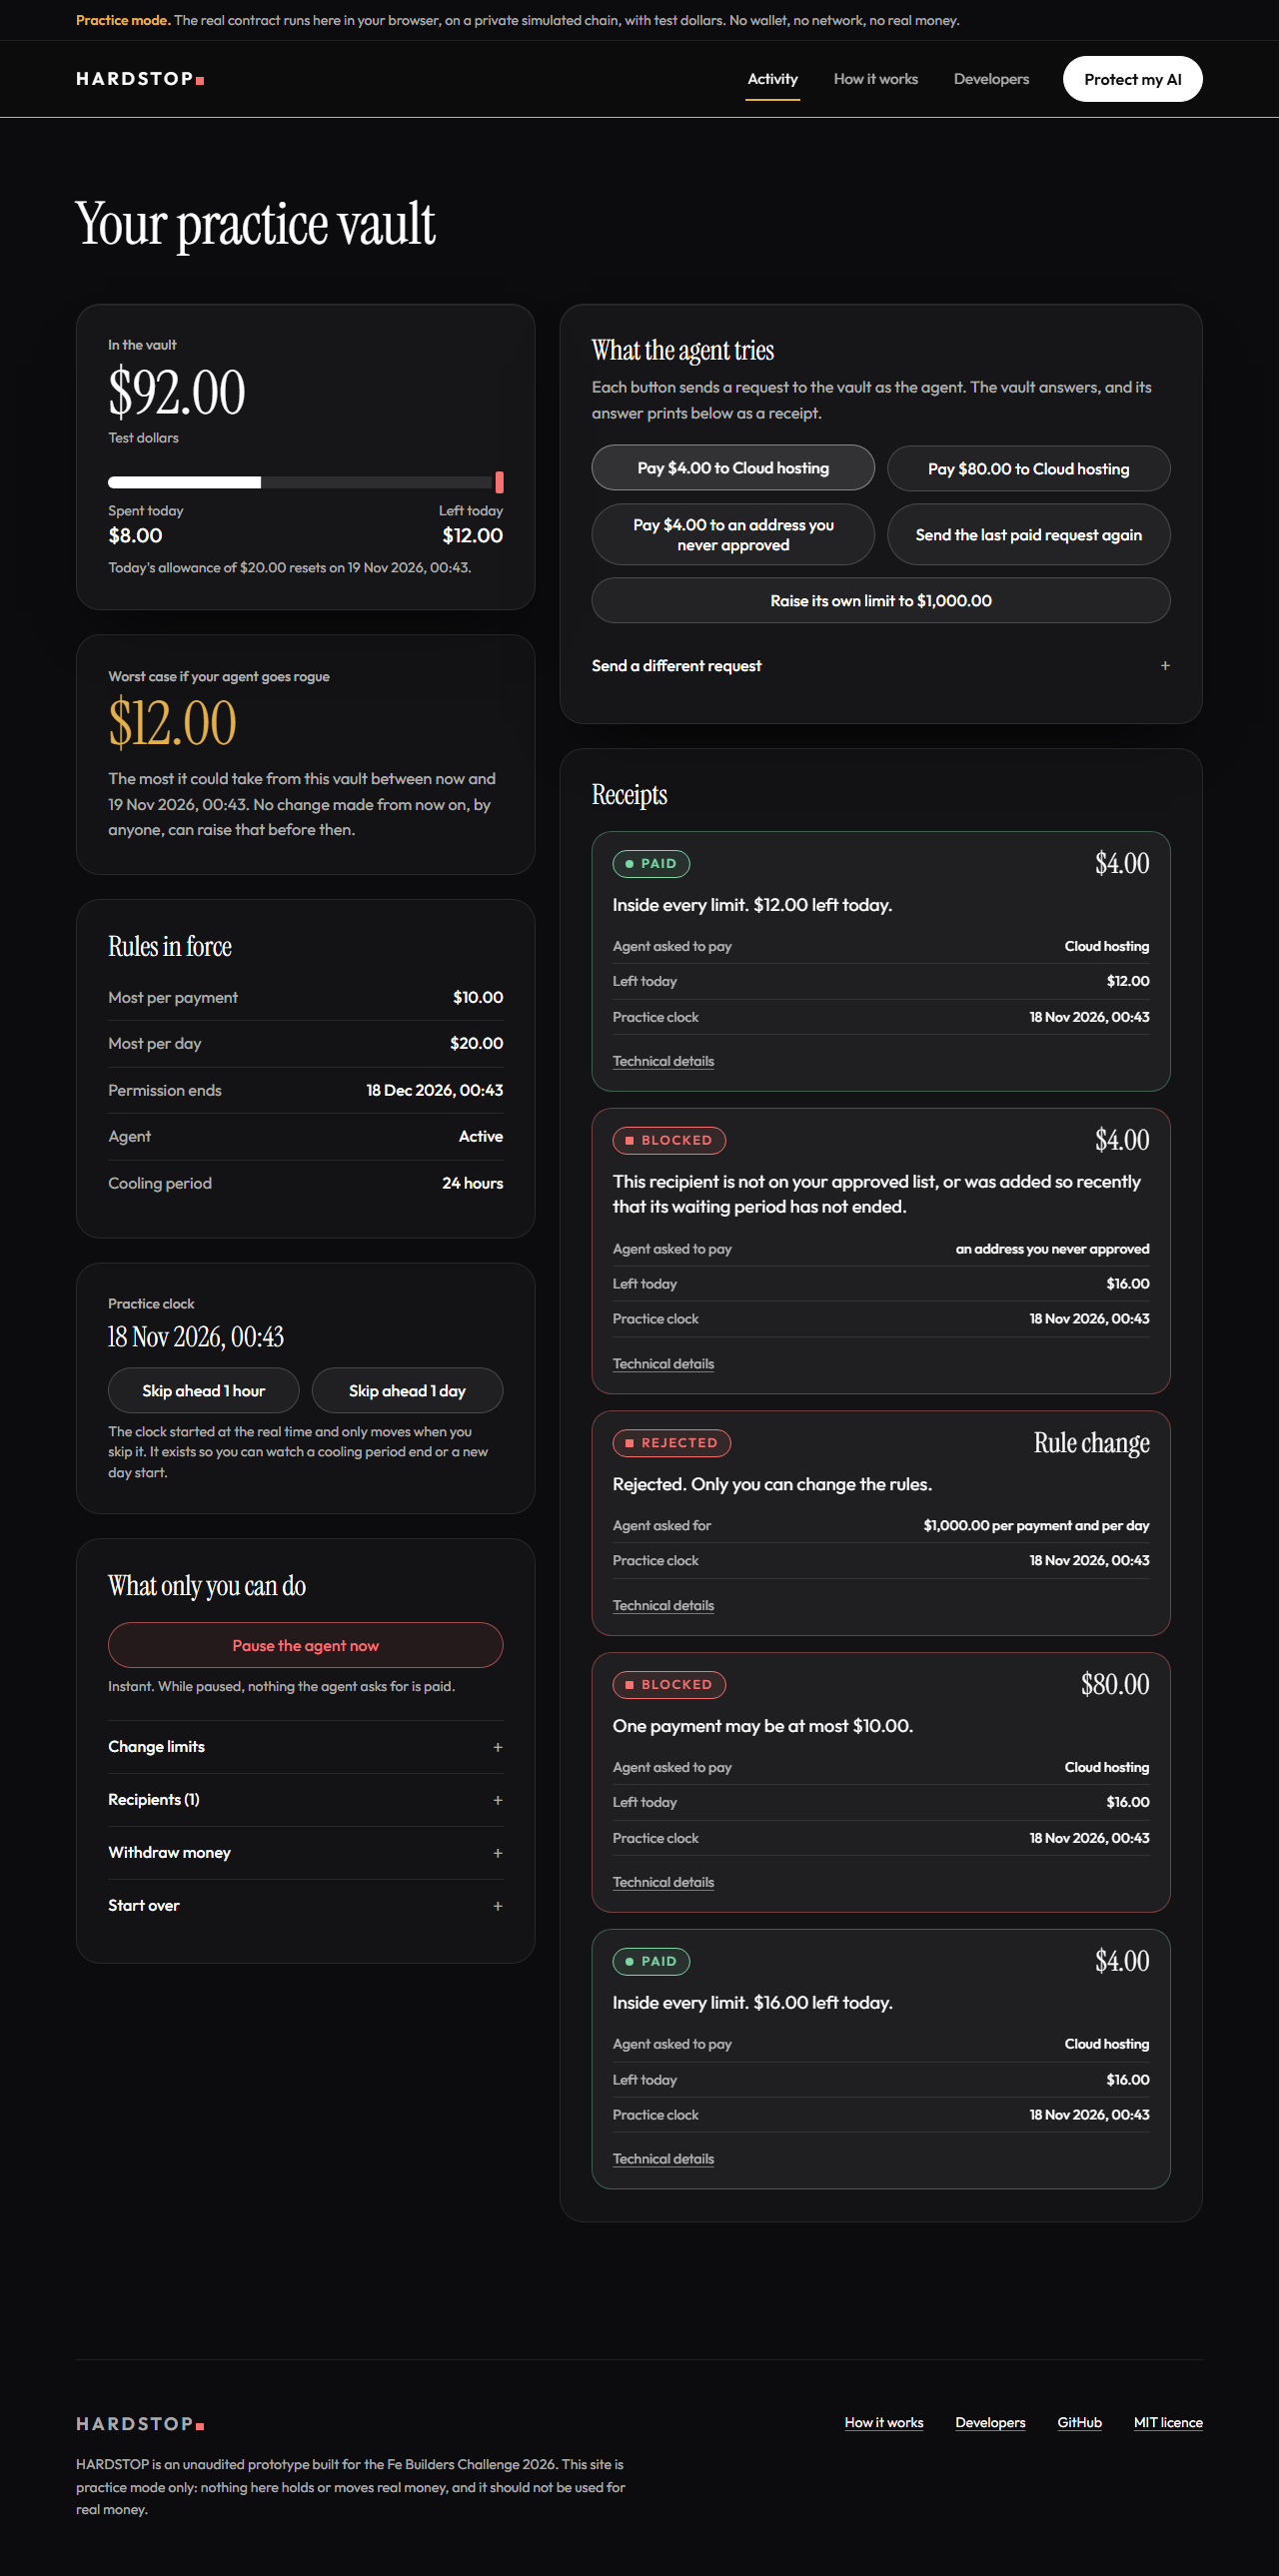 Practice mode. The real contract runs here in your browser, on a private simulated chain, with test dollars. No wallet, no network, no real money.
HARDSTOP
Activity
How it works
Developers
Protect my AI
Your practice vault
In the vault
$92.00
Test dollars
Spent today
Left today
$8.00
$12.00
Today's allowance of $20.00 resets on 19 Nov 2026, 00:43.
Worst case if your agent goes rogue
$12.00
The most it could take from this vault between now and
19 Nov 2026, 00:43. No change made from now on, by
anyone, can raise that before then.
Rules in force
Most per payment
$10.00
Most per day
$20.00
Permission ends
18 Dec 2026, 00:43
Agent
Active
Cooling period
24 hours
Practice clock
18 Nov 2026, 00:43
Skip ahead 1 hour
Skip ahead 1 day
The clock started at the real time and only moves when you
skip it. It exists so you can watch a cooling period end or a new
day start.
What only you can do
Pause the agent now
Instant. While paused, nothing the agent asks for is paid.
Change limits
+
Recipients (1)
+
Withdraw money
+
Start over
+
What the agent tries
Each button sends a request to the vault as the agent. The vault answers, and its
answer prints below as a receipt.
Pay $4.00 to Cloud hosting
Pay $80.00 to Cloud hosting
Pay $4.00 to an address you
never approved
Send the last paid request again
Raise its own limit to $1,000.00
Send a different request
+
Receipts
PAID
$4.00
Inside every limit. $12.00 left today.
Agent asked to pay
Cloud hosting
Left today
$12.00
Practice clock
18 Nov 2026, 00:43
Technical details
BLOCKED
$4.00
This recipient is not on your approved list, or was added so recently
that its waiting period has not ended.
Agent asked to pay
an address you never approved
Left today
$16.00
Practice clock
18 Nov 2026, 00:43
Technical details
REJECTED
Rule change
Rejected. Only you can change the rules.
Agent asked for
$1,000.00 per payment and per day
Practice clock
18 Nov 2026, 00:43
Technical details
BLOCKED
$80.00
One payment may be at most $10.00.
Agent asked to pay
Cloud hosting
Left today
$16.00
Practice clock
18 Nov 2026, 00:43
Technical details
PAID
$4.00
Inside every limit. $16.00 left today.
Agent asked to pay
Cloud hosting
Left today
$16.00
Practice clock
18 Nov 2026, 00:43
Technical details
HARDSTOP
How it works
Developers
GitHub
MIT licence
HARDSTOP is an unaudited prototype built for the Fe Builders Challenge 2026. This site is
practice mode only: nothing here holds or moves real money, and it should not be used for
real money.